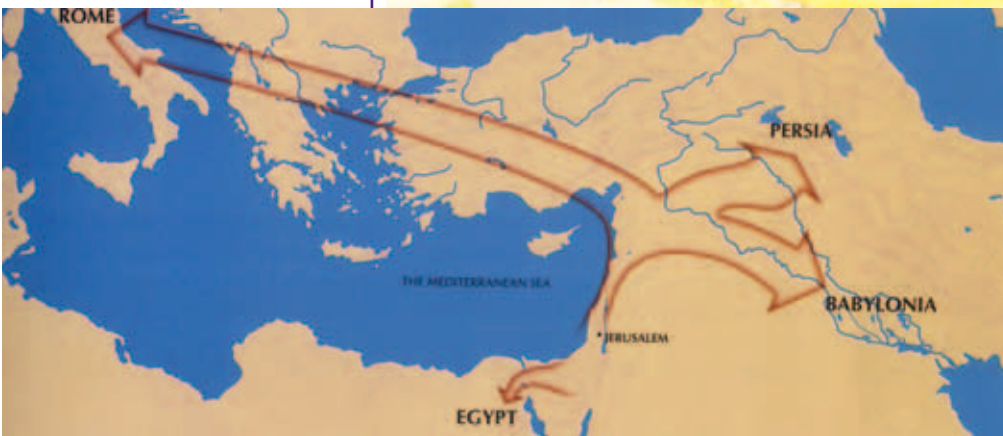 ROME
PERSIA
THE MEDITERRANEAN SEA
BABYLONIA
JERUSALEM
EGYPT